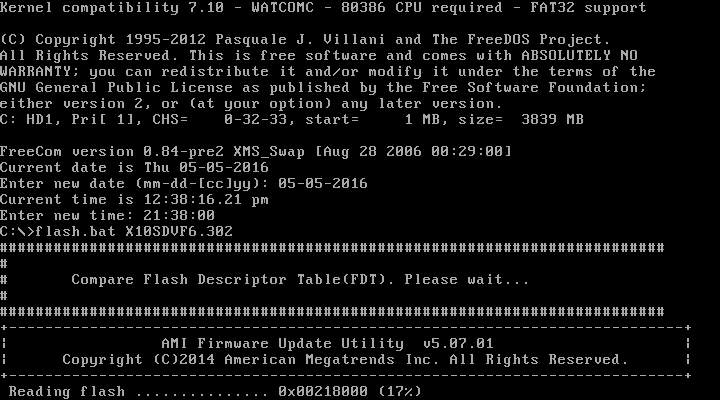 Kernel compatibility 7.10 - WATCOMC - 80386 CPU required - FAT32 support
(C) Copyright 1995-2012 Pasquale J. Villani and The FreeDOS Project.
All Rights Reserved. This is free software and comes with ABSOLUTELY NO
WARRANTY; you can redistribute it and/or modify it under the terms of the
GNU General Public License as published by the Free Software Foundation;
either version 2, or (at your option) any later version.
C: HD1, Pri[ 1], CHS=    0-32-33, start=     1 MB, size=  3839 MB
FreeCom version 0.84-pre2 XMS_Swap [Aug 28 2006 00:29:00]
Current date is Thu 05-05-2016
Enter new date (mm-dd-[cc]yy): 05-05-2016
Current time is 12:38:16.21 pm
Enter new time: 21:38:00
C:\>flash.bat X10SDVF6.302
##########################################################################
#
#       Compare Flash Descriptor Table(FDT). Please wait...
#
##########################################################################
+---------------------------------------------------------------------------+
¦                 AMI Firmware Update Utility  v5.07.01                     ¦
¦      Copyright (C)2014 American Megatrends Inc. All Rights Reserved.      ¦
+---------------------------------------------------------------------------+
Reading flash ............... 0x00218000 (17%)